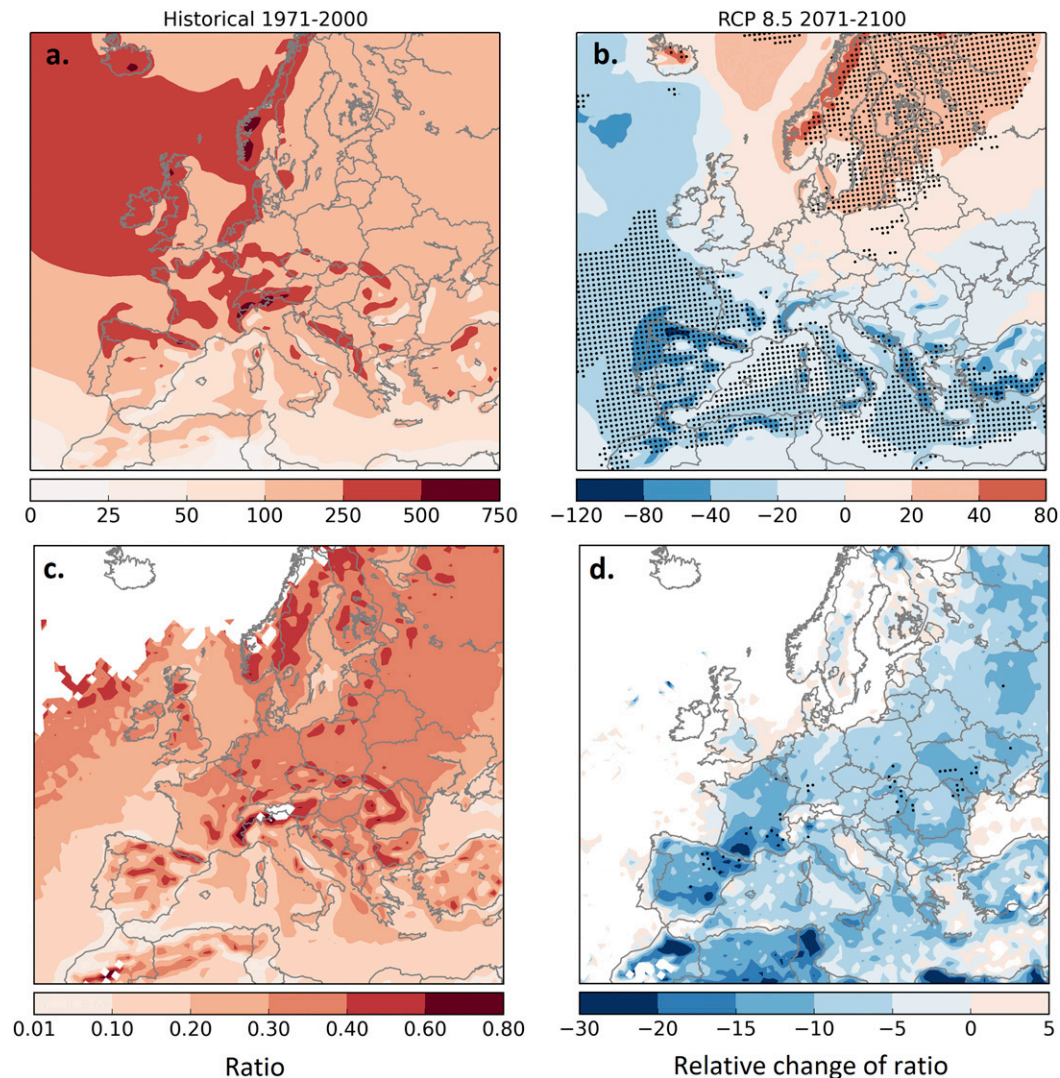 Historical 1971-2000
RCP 8.5 2071-2100
a.
b.
0 25 50 100 250 500 750
−120 −80 −40 −20 0 20 40 80
c.
d.
0.01 0.10 0.20 0.30 0.40 0.60 0.80
−30 −20 −15 −10 −5 0 5
Ratio
Relative change of ratio